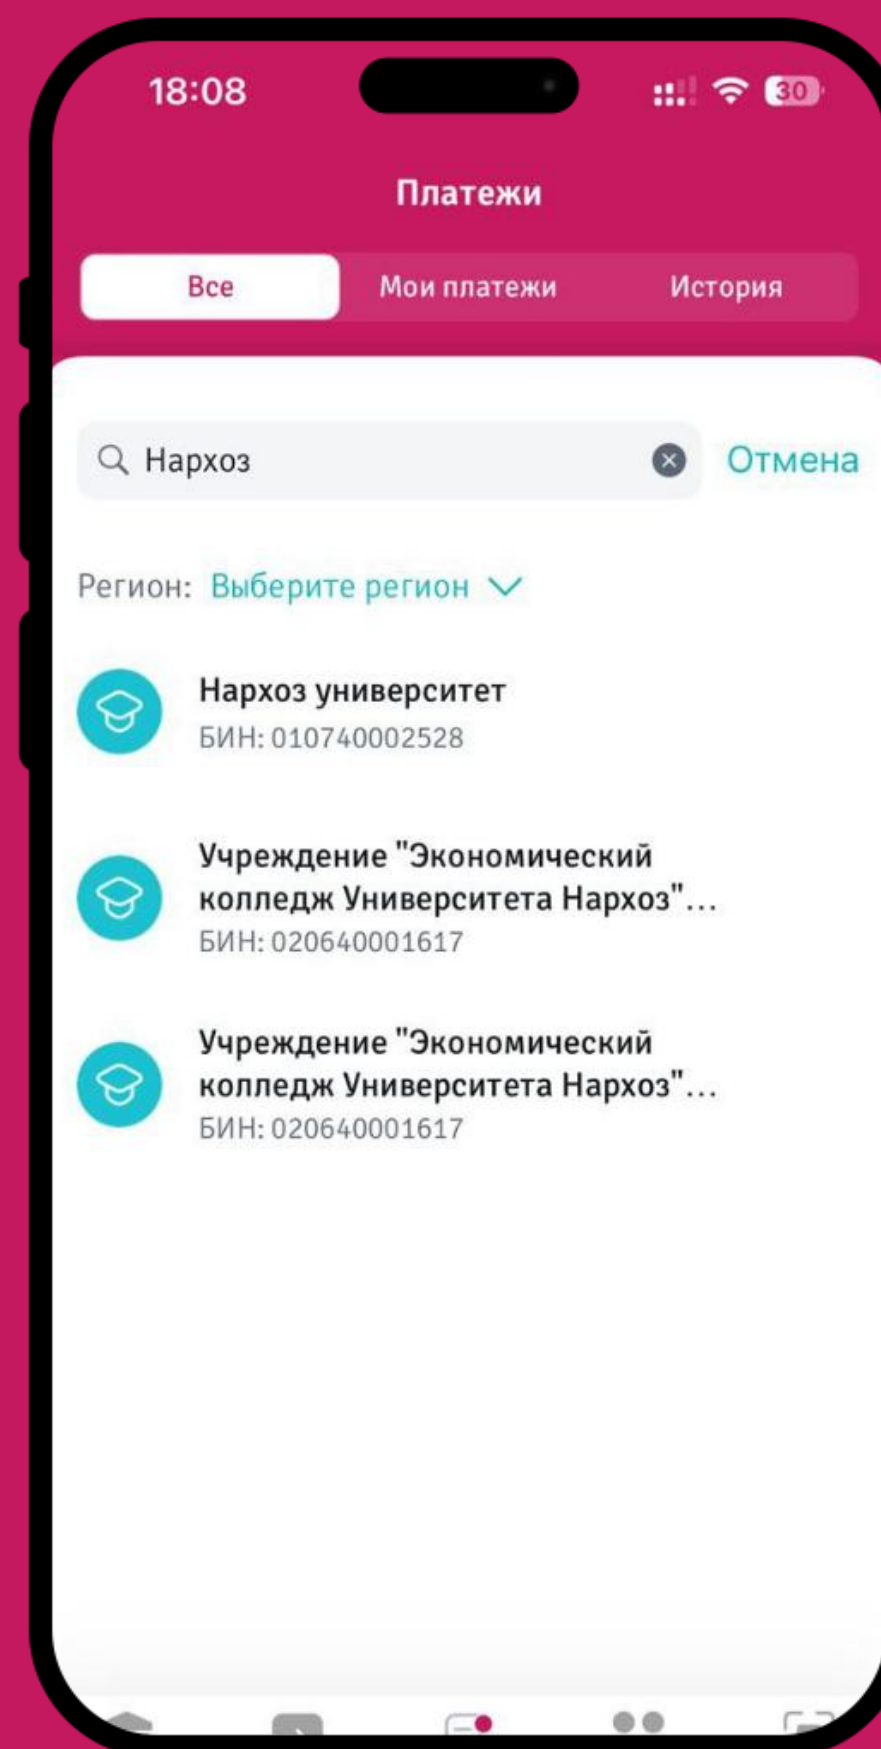 18:08
30
Платежи
Все
Мои платежи
История
Нархоз
Отмена
Регион: Выберите регион
Нархоз университет
БИН: 010740002528
Учреждение "Экономический
колледж Университета Нархоз"...
БИН: 020640001617
Учреждение "Экономический
колледж Университета Нархоз"...
БИН: 020640001617